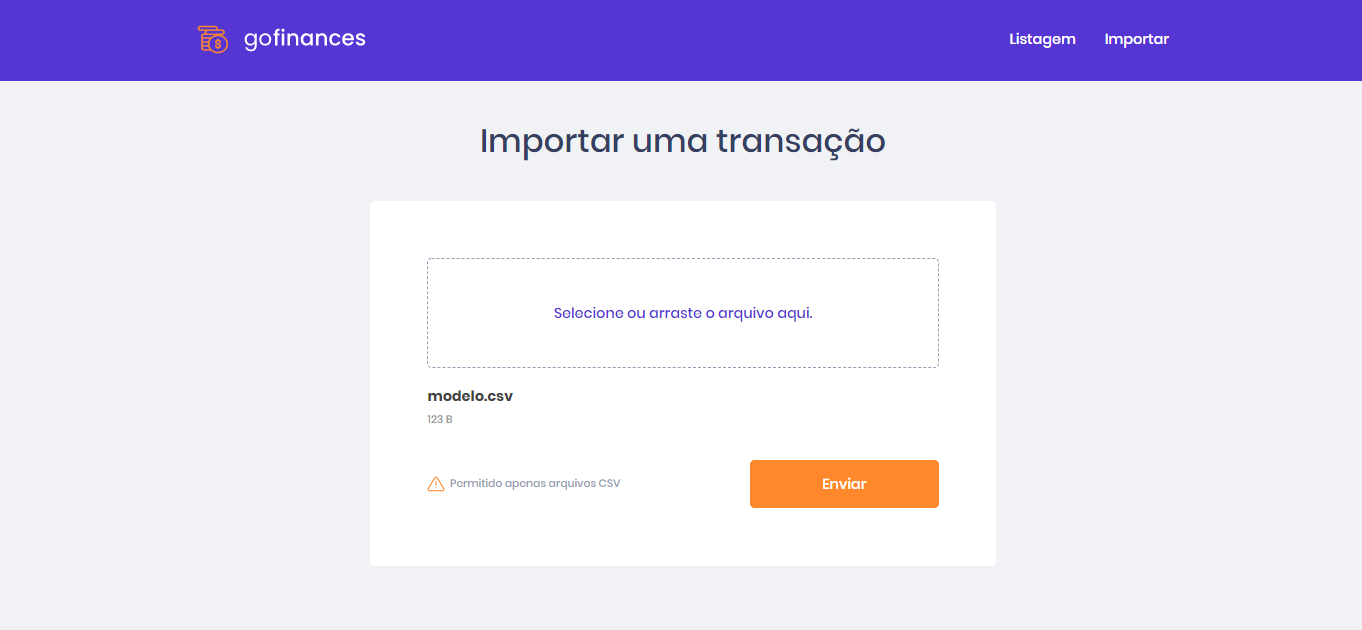 gofinances
Listagem
Importar
Importar uma transação
Selecione ou arraste o arquivo aqui.
modelo.csv
123 B
Permitido apenas arquivos CSV
Enviar